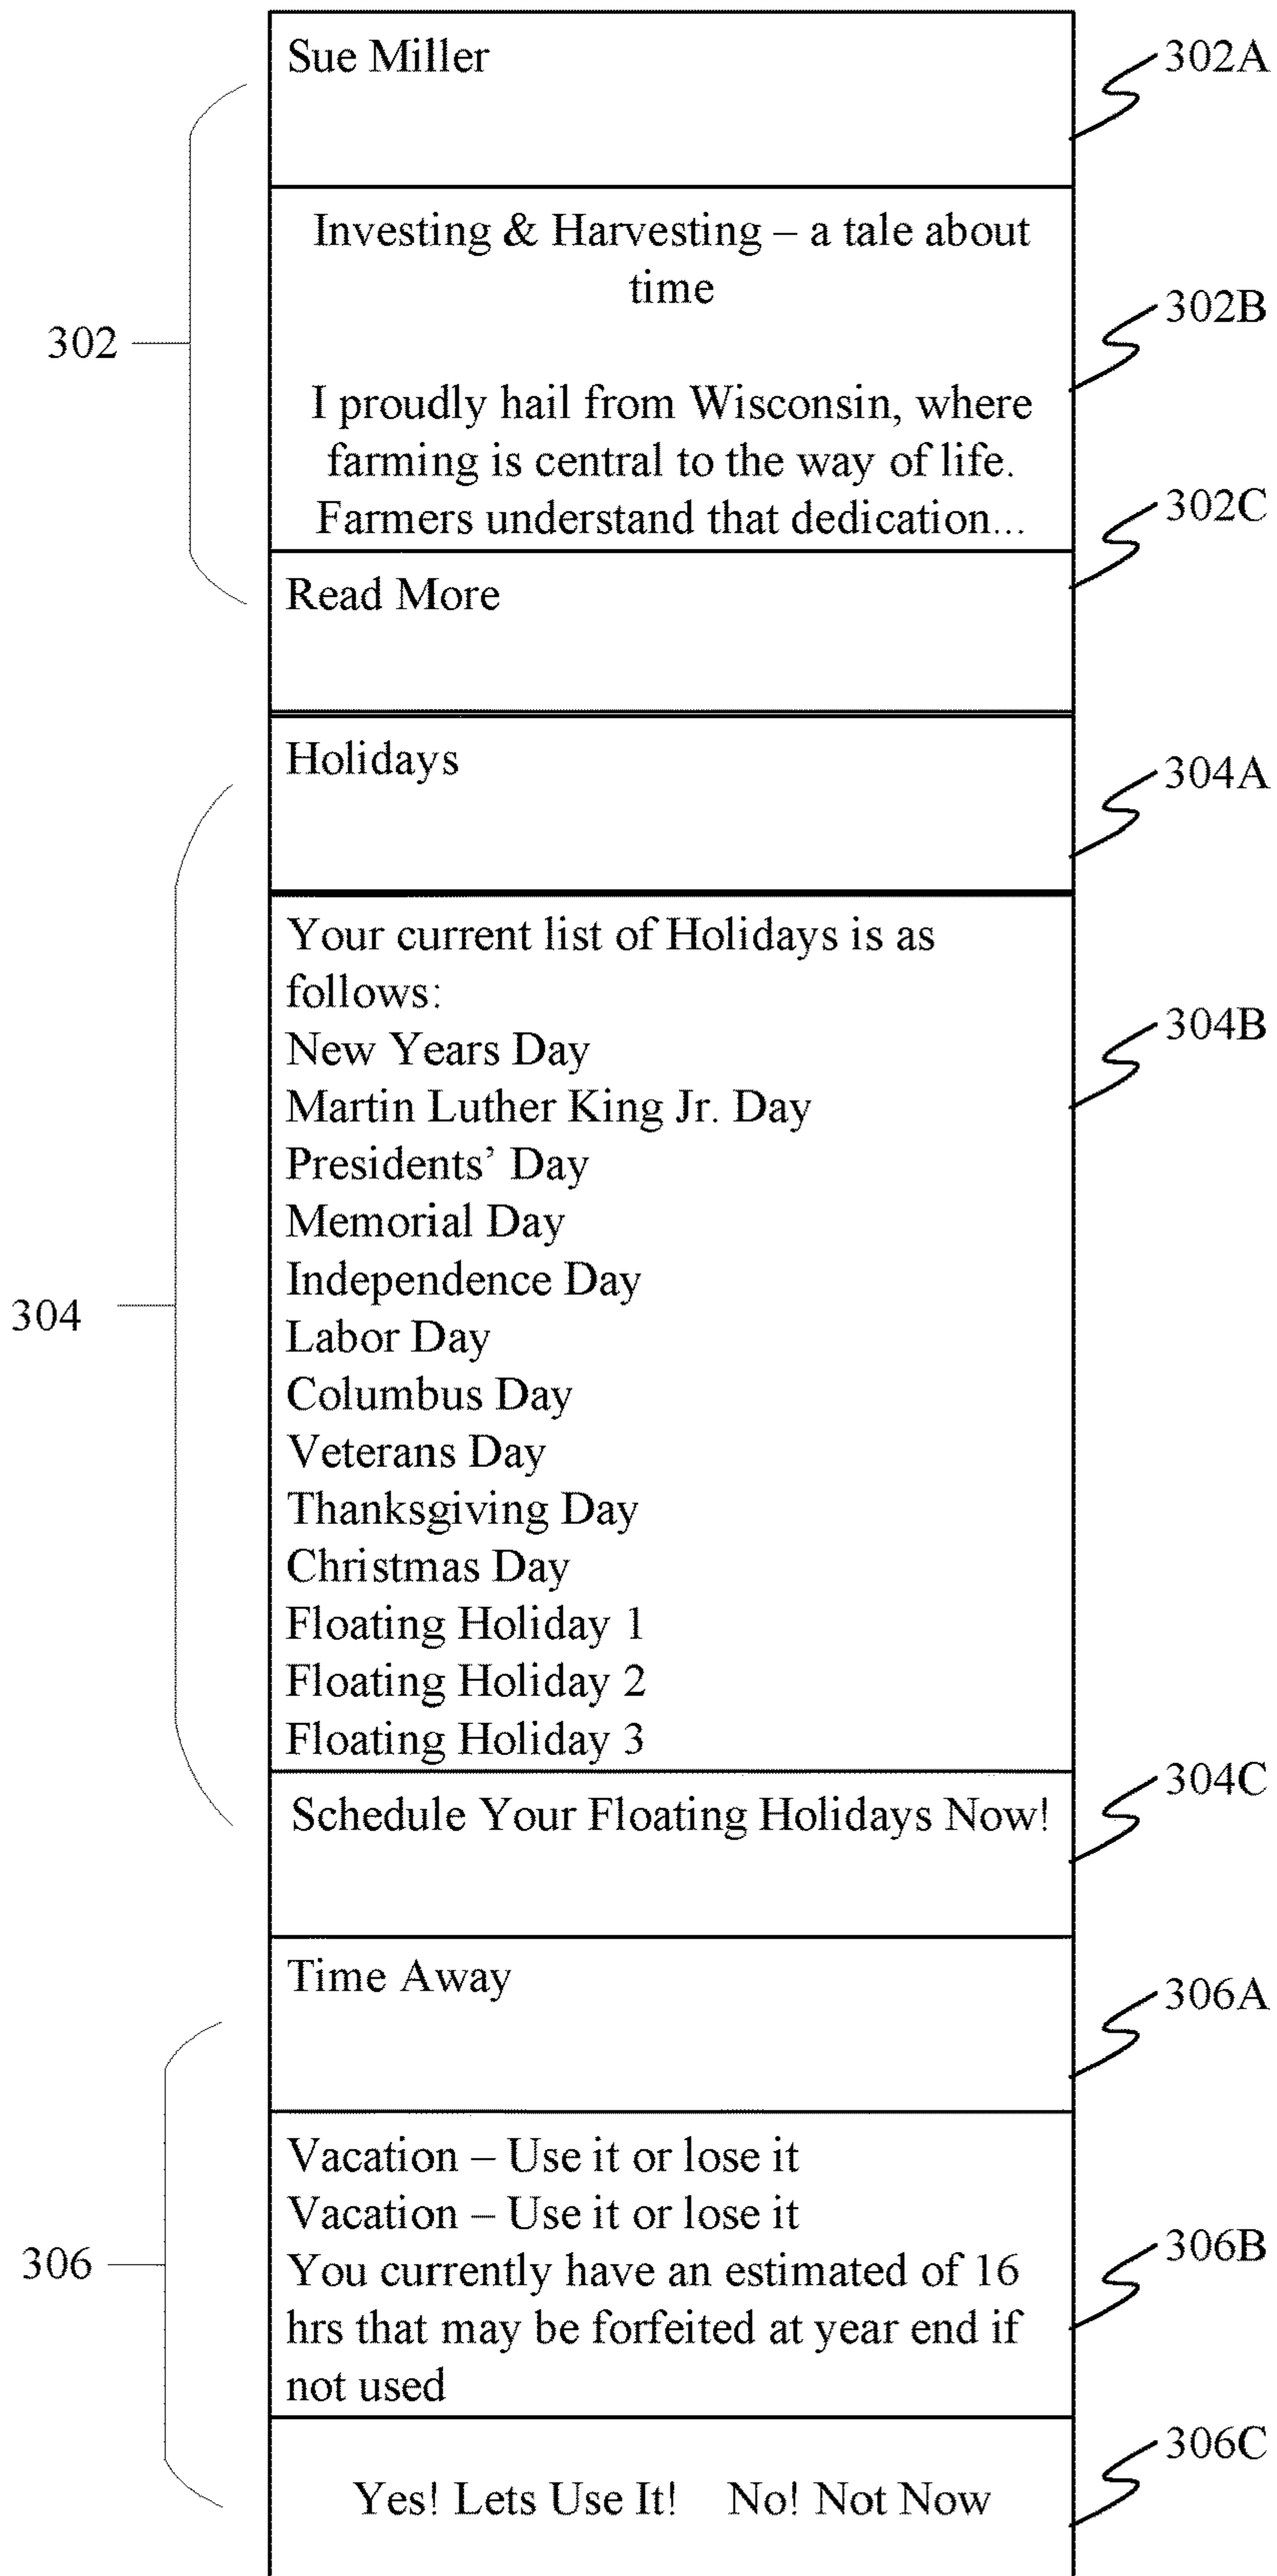 Sue Miller
302A
Investing & Harvesting – a tale about
time
302B
302
I proudly hail from Wisconsin, where
farming is central to the way of life.
Farmers understand that dedication...
302C
Read More
Holidays
304A
Your current list of Holidays is as
follows:
304B
New Years Day
Martin Luther King Jr. Day
Presidents’ Day
Memorial Day
Independence Day
304
Labor Day
Columbus Day
Veterans Day
Thanksgiving Day
Christmas Day
Floating Holiday 1
Floating Holiday 2
Floating Holiday 3
304C
Schedule Your Floating Holidays Now!
Time Away
306A
Vacation – Use it or lose it
Vacation – Use it or lose it
306B
306
You currently have an estimated of 16
hrs that may be forfeited at year end if
not used
306C
Yes! Lets Use It! No! Not Now